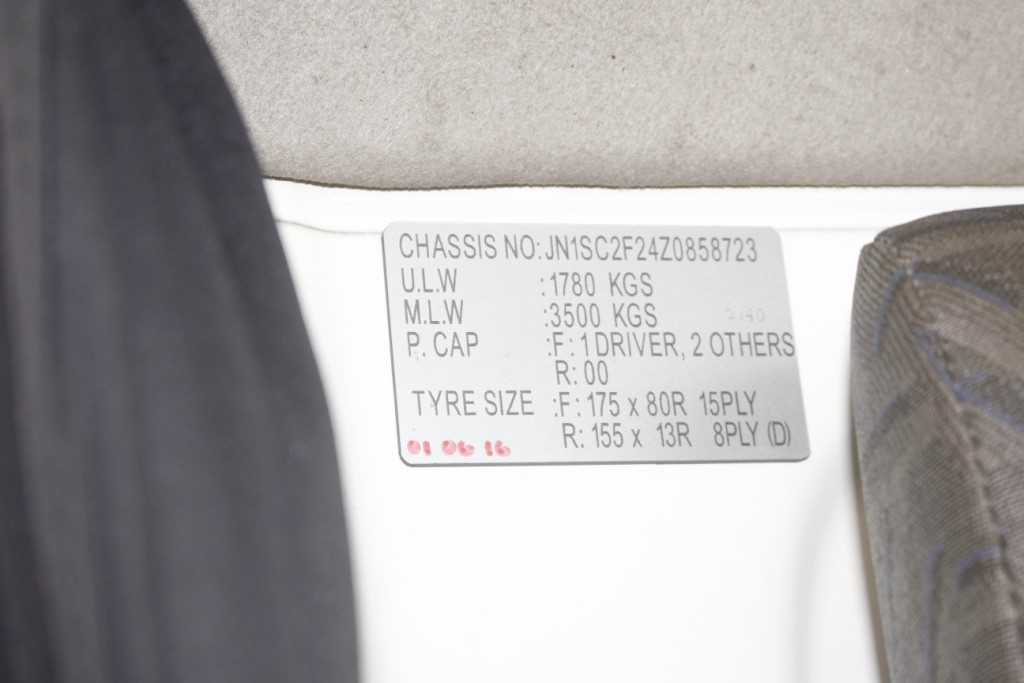 CHASSIS NO: JN1SC2F24Z0858723
U.L.W :1780 KGS
M.L.W :3500 KGS
P. CAP :F: 1 DRIVER, 2 OTHERS
R: 00
TYRE SIZE :F: 175 x 80R 15PLY
R: 155 x 13R 8PLY (D)
01 06 16